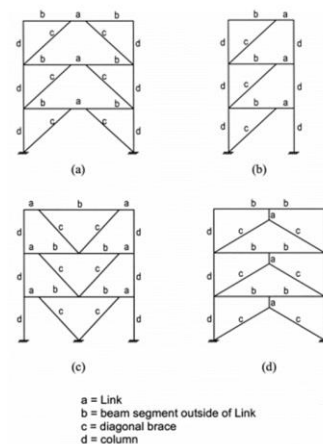 b a b
d c c d
b a b
d c c d
b a b
d c c d
(a)
b a
d c d
b a
d c d
b a
d c d
(b)
a b a
d c c d
a b b a
d c c d
a b b a
d c c d
(c)
b b
a
d c c d
b b
a
d c c d
b b
a
d c c d
(d)
a = Link
b = beam segment outside of Link
c = diagonal brace
d = column